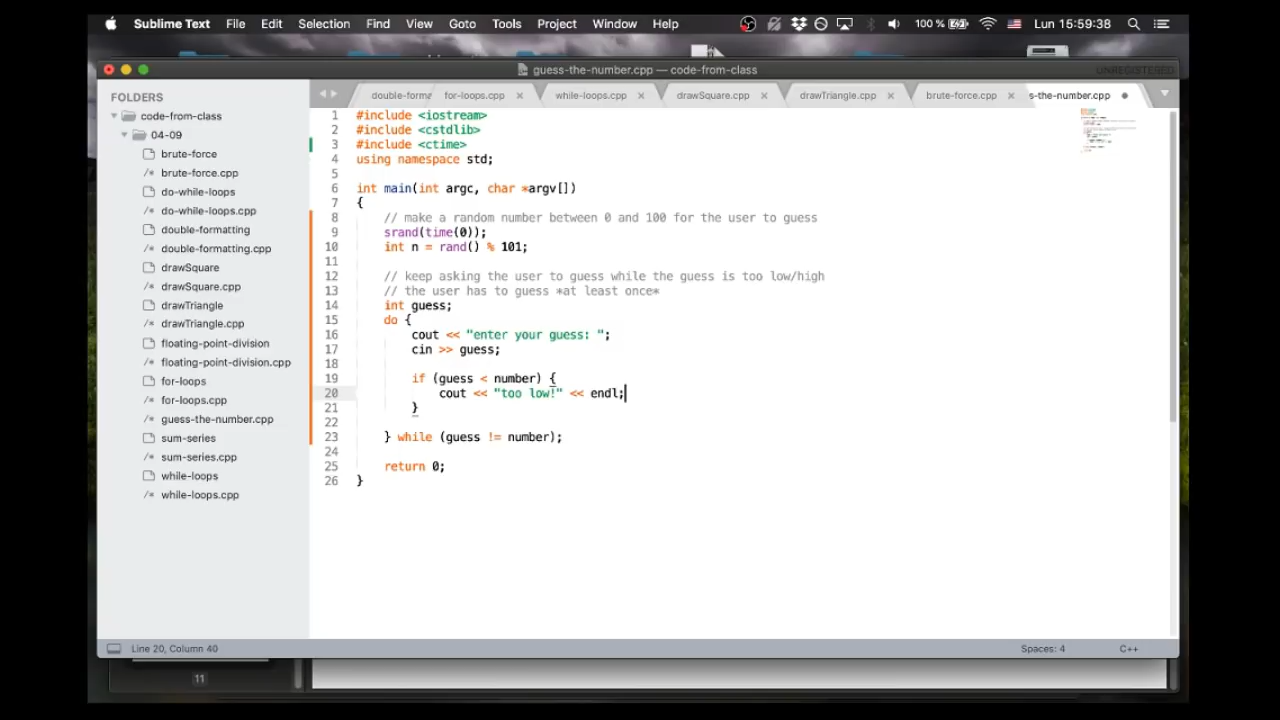 Sublime Text File Edit Selection Find View Goto Tools Project Window Help 100 % Lun 15:59:38
guess-the-number.cpp — code-from-class UNREGISTERED
FOLDERS
code-from-class
04-09
brute-force
/* brute-force.cpp
do-while-loops
/* do-while-loops.cpp
double-formatting
/* double-formatting.cpp
drawSquare
/* drawSquare.cpp
drawTriangle
/* drawTriangle.cpp
floating-point-division
/* floating-point-division.cpp
for-loops
/* for-loops.cpp
/* guess-the-number.cpp
sum-series
/* sum-series.cpp
while-loops
/* while-loops.cpp
double-forma for-loops.cpp × while-loops.cpp × drawSquare.cpp × drawTriangle.cpp × brute-force.cpp × s-the-number.cpp
1 #include <iostream>
2 #include <cstdlib>
3 #include <ctime>
4 using namespace std;
5
6 int main(int argc, char *argv[])
7 {
8 // make a random number between 0 and 100 for the user to guess
9 srand(time(0));
10 int n = rand() % 101;
11
12 // keep asking the user to guess while the guess is too low/high
13 // the user has to guess *at least once*
14 int guess;
15 do {
16 cout << "enter your guess: ";
17 cin >> guess;
18
19 if (guess < number) {
20 cout << "too low!" << endl;
21 }
22
23 } while (guess != number);
24
25 return 0;
26 }
Line 20, Column 40 Spaces: 4 C++
11